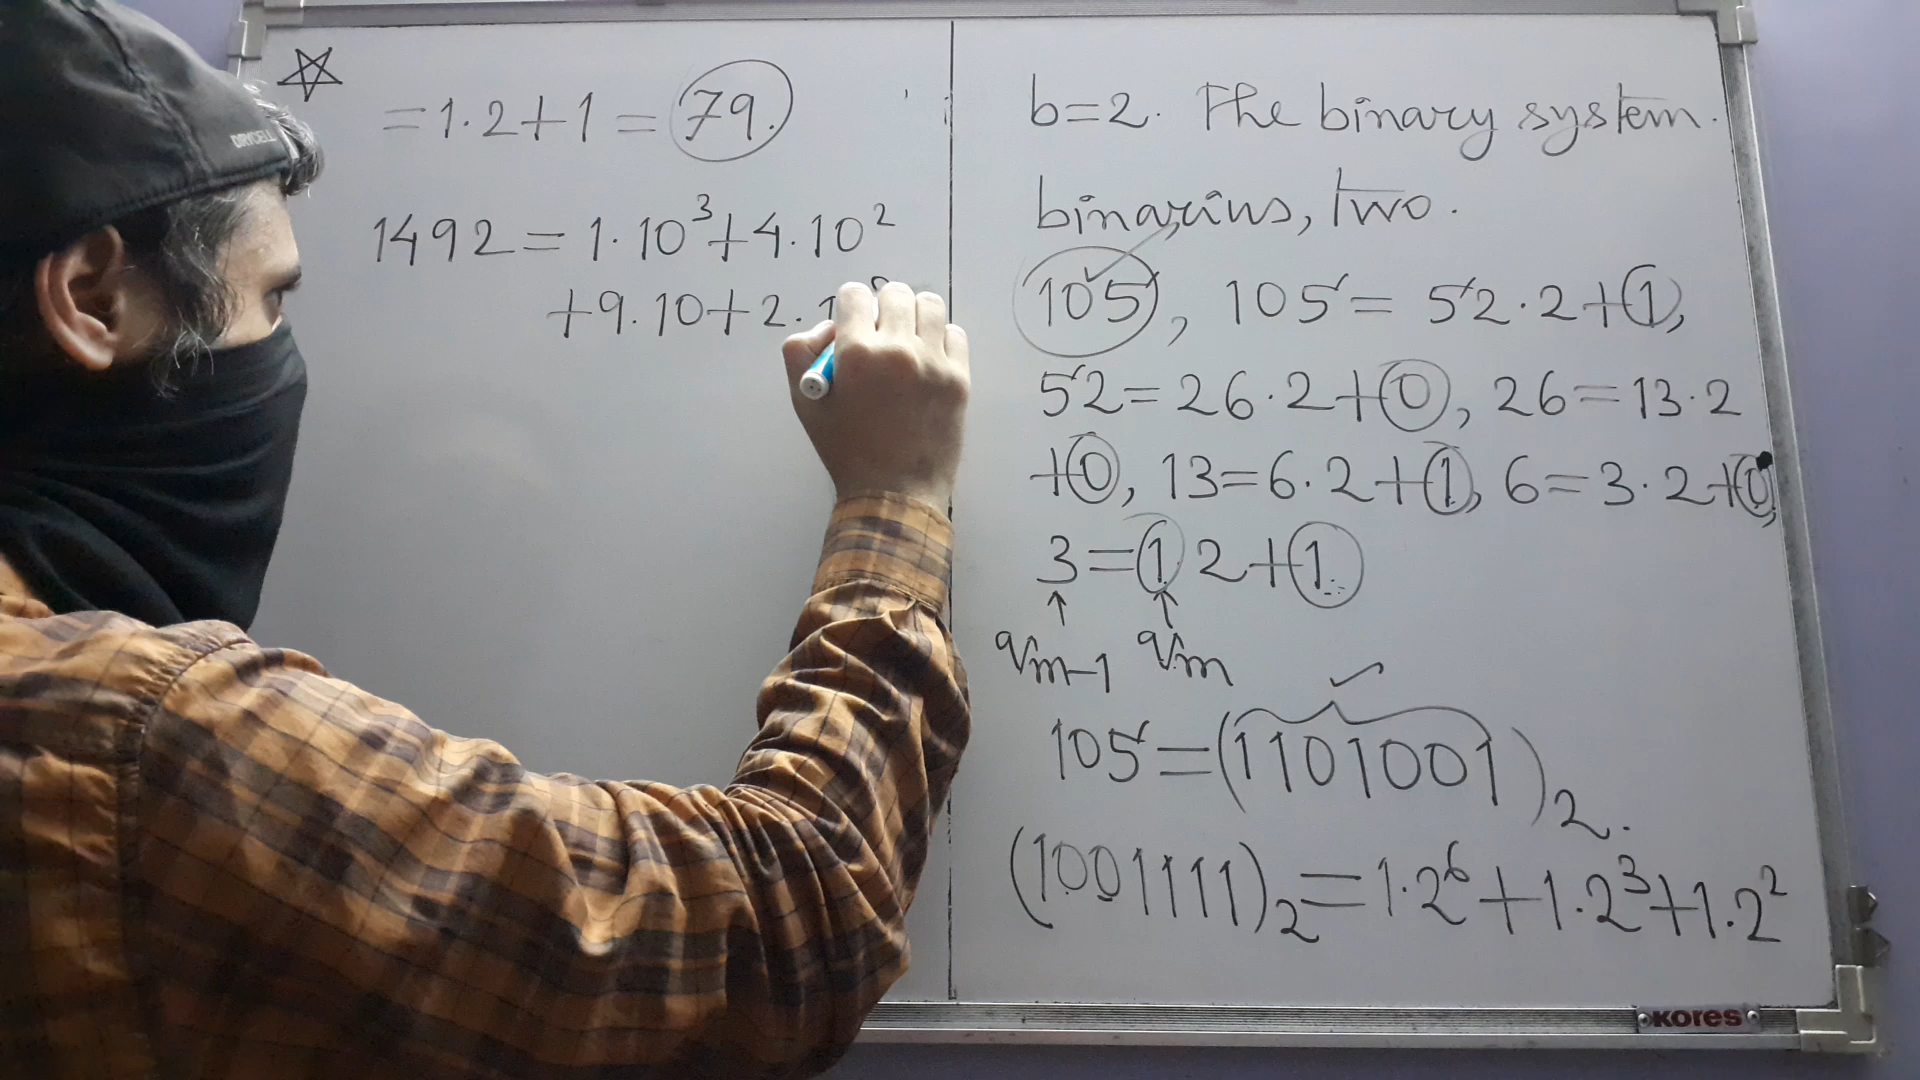 =1.2+1=79.
1492=1.10³+4.10²
+9.10+2.1
b=2. The binary system.
binarius, two.
105, 105=52.2+1,
52=26.2+0, 26=13.2
+0, 13=6.2+1, 6=3.2+0,
3=1.2+1.
↑ ↑
qm-1 qm
✓
105=(1101001)₂.
(1001111)₂=1.2⁶+1.2³+1.2²
DRYCELL
KORES